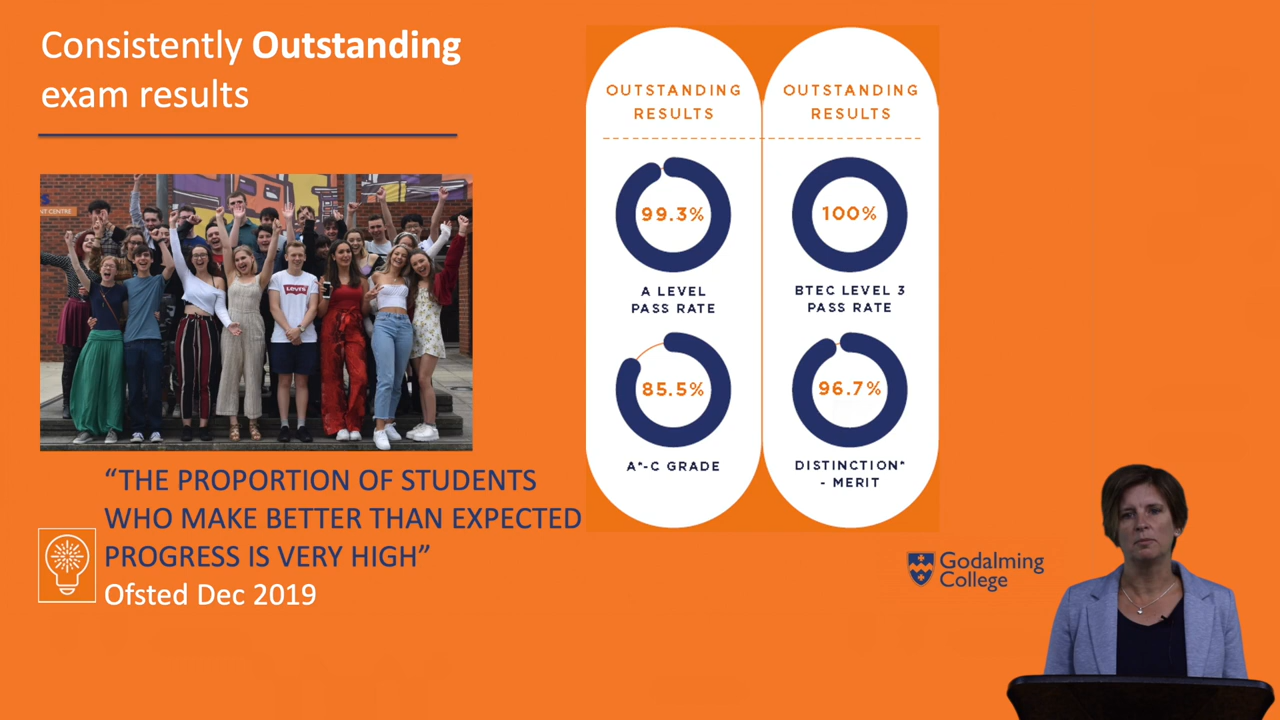 Consistently Outstanding
exam results
NT CENTRE
Levi's
"THE PROPORTION OF STUDENTS
WHO MAKE BETTER THAN EXPECTED
PROGRESS IS VERY HIGH"
Ofsted Dec 2019
OUTSTANDING
RESULTS
99.3%
A LEVEL
PASS RATE
85.5%
A*-C GRADE
OUTSTANDING
RESULTS
100%
BTEC LEVEL 3
PASS RATE
96.7%
DISTINCTION*
- MERIT
Godalming
College